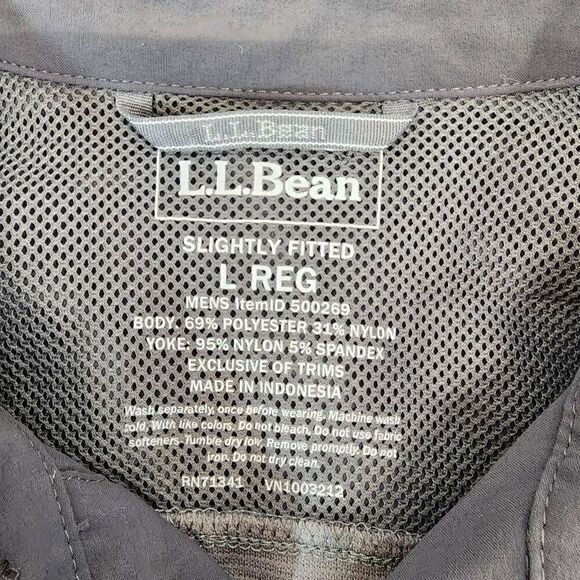 L.L.Bean
L.L.Bean
SLIGHTLY FITTED
L REG
MENS ItemID 500269
BODY: 69% POLYESTER 31% NYLON
YOKE: 95% NYLON 5% SPANDEX
EXCLUSIVE OF TRIMS
MADE IN INDONESIA
Wash separately, once before wearing. Machine wash
cold, With like colors. Do not bleach. Do not use fabric
softeners. Tumble dry low, Remove promptly. Do not
iron. Do not dry clean.
RN71341 VN1003212